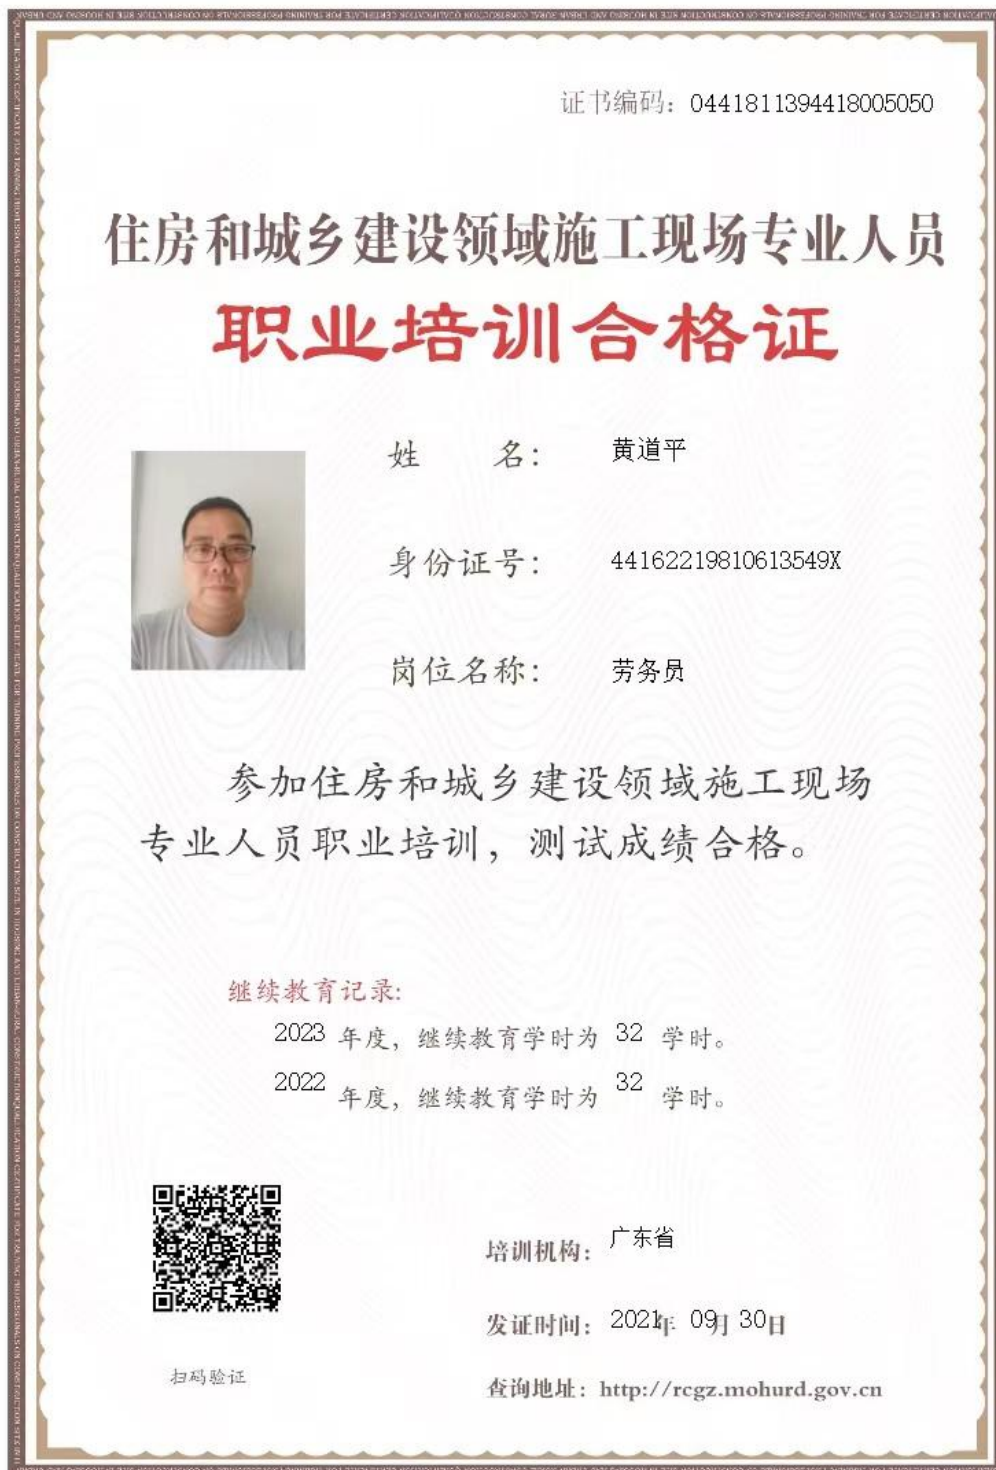 证书编码：0441811394418005050
住房和城乡建设领域施工现场专业人员
职业培训合格证
姓名：黄道平
身份证号：44162219810613549X
岗位名称：劳务员
参加住房和城乡建设领域施工现场
专业人员职业培训，测试成绩合格。
继续教育记录:
2023 年度，继续教育学时为 32 学时。
2022 年度，继续教育学时为 32 学时。
培训机构：广东省
发证时间：2021年 09月 30日
扫码验证
查询地址：http://rcgz.mohurd.gov.cn